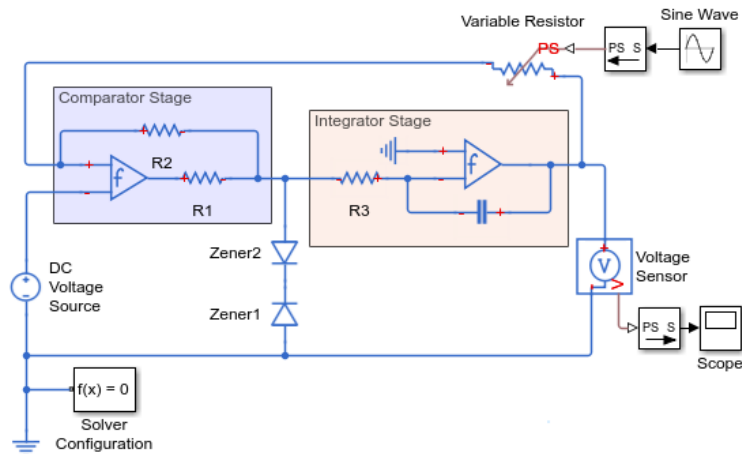 Variable Resistor
Sine Wave
PS
PS S
Comparator Stage
Integrator Stage
f
f
R2
R1
R3
Zener2
DC
Voltage
Source
V
Voltage
Sensor
Zener1
PS S
Scope
f(x) = 0
Solver
Configuration